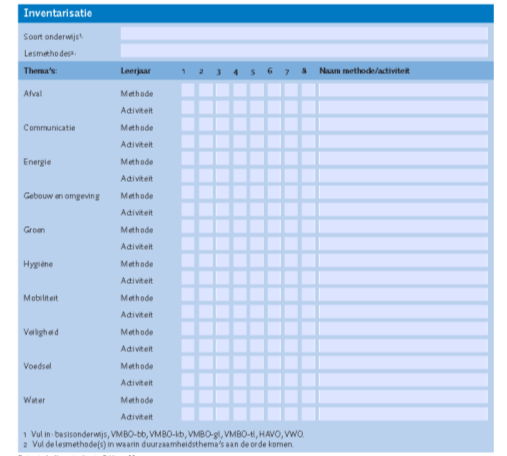 Inventarisatie
Soort onderwijs¹:
Lesmethodes²:
Thema's: Leerjaar 1 2 3 4 5 6 7 8 Naam methode/activiteit
Afval Methode
Activiteit
Communicatie Methode
Activiteit
Energie Methode
Activiteit
Gebouw en omgeving Methode
Activiteit
Groen Methode
Activiteit
Hygiëne Methode
Activiteit
Mobiliteit Methode
Activiteit
Veiligheid Methode
Activiteit
Voedsel Methode
Activiteit
Water Methode
Activiteit
1 Vul in: basisonderwijs, VMBO-bb, VMBO-kb, VMBO-gl, VMBO-tl, HAVO, VWO.
2 Vul de lesmethode(s) in waarin duurzaamheidsthema's aan de orde komen.